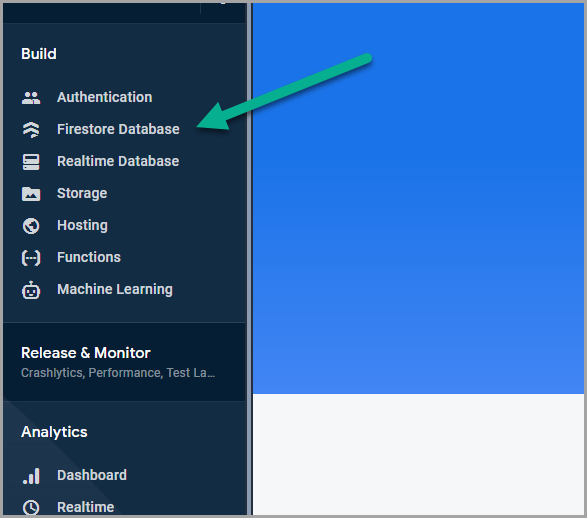 Build
Authentication
Firestore Database
Realtime Database
Storage
Hosting
Functions
Machine Learning
Release & Monitor
Crashlytics, Performance, Test La...
Analytics
Dashboard
Realtime